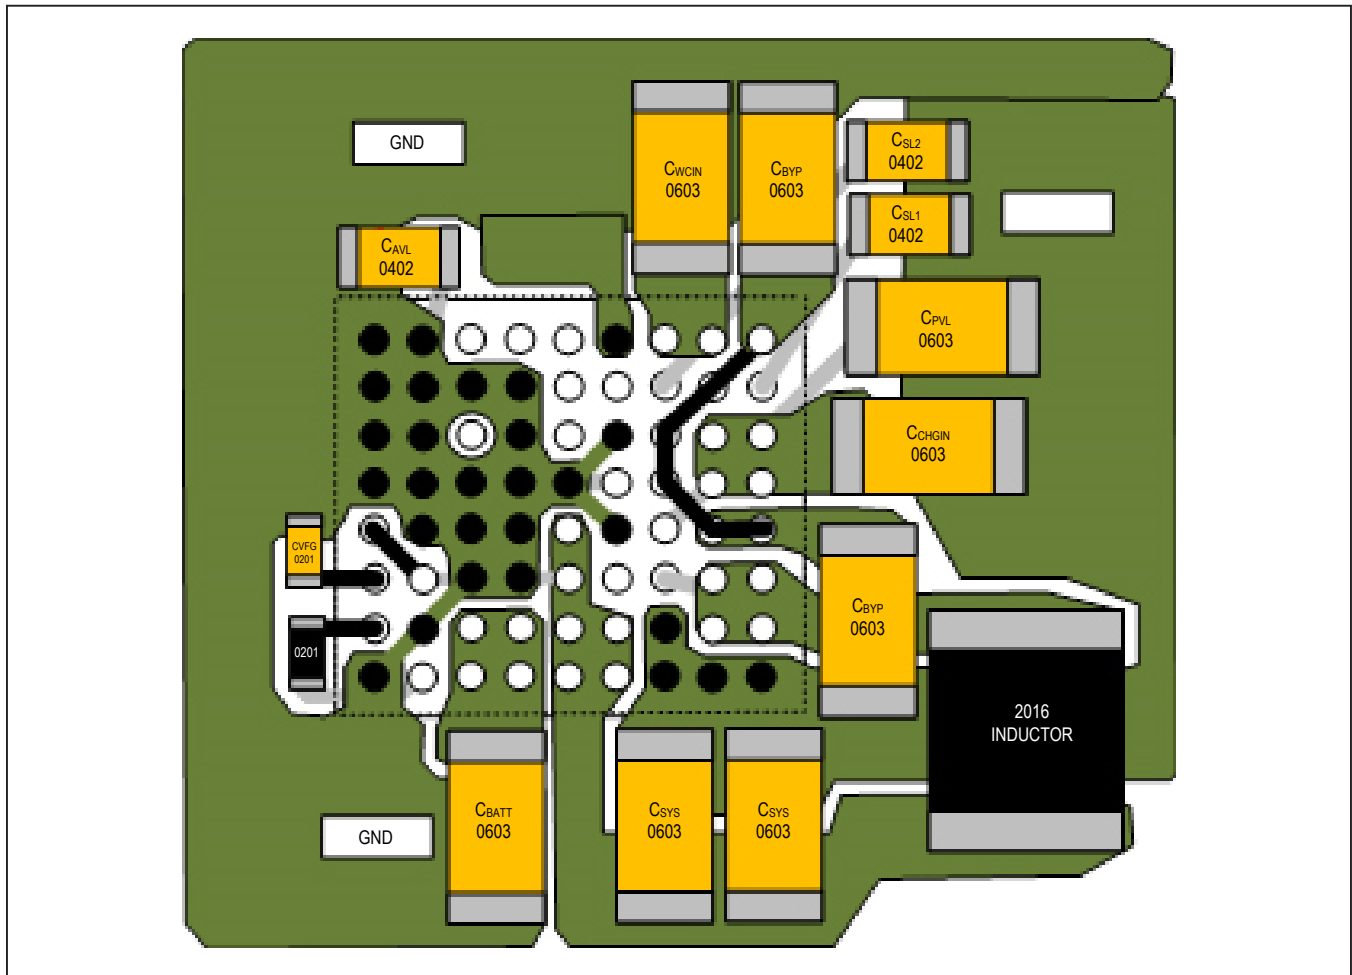 GND
CWCIN
0603
CBYP
0603
CSL2
0402
CSL1
0402
CAVL
0402
CPVL
0603
CCHGIN
0603
CVFG
0201
0201
CBYP
0603
2016
INDUCTOR
CBATT
0603
CSYS
0603
CSYS
0603
GND